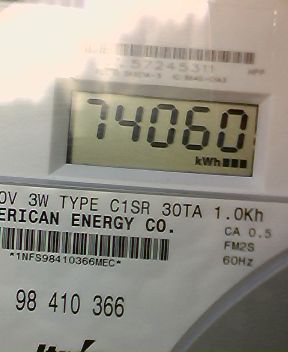 57245311
74060
kWh
0V 3W TYPE C1SR 30TA 1.0Kh
ERICAN ENERGY CO.
CA 0.5
FM2S
*1NFS98410366MEC*
60Hz
98 410 366